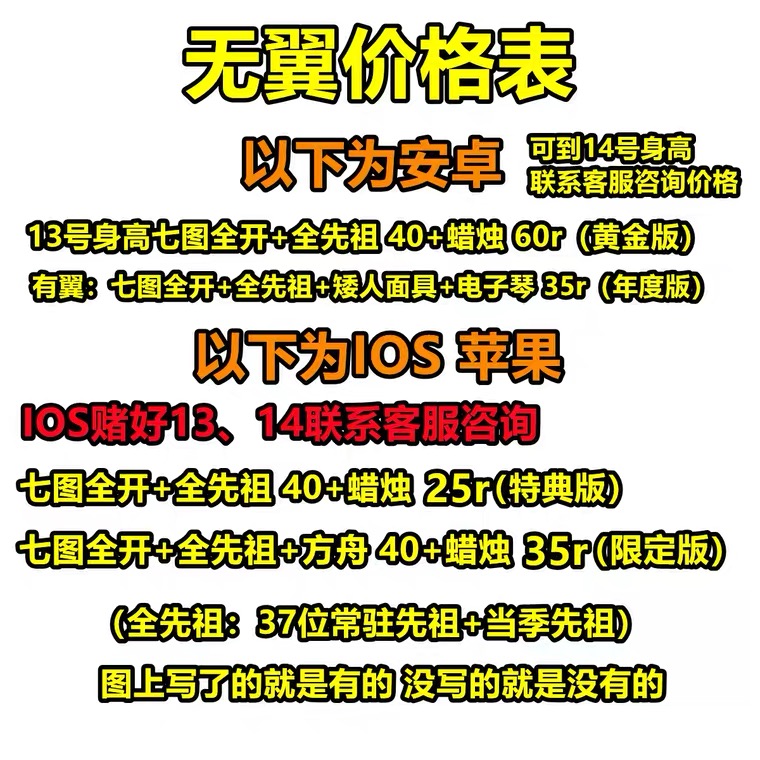 无翼价格表
以下为安卓
可到14号身高
联系客服咨询价格
13号身高七图全开+全先祖 40+蜡烛 60r（黄金版）
有翼：七图全开+全先祖+矮人面具+电子琴 35r（年度版）
以下为IOS 苹果
IOS赌好13、14联系客服咨询
七图全开+全先祖 40+蜡烛 25r(特典版)
七图全开+全先祖+方舟 40+蜡烛 35r(限定版)
（全先祖：37位常驻先祖+当季先祖）
图上写了的就是有的 没写的就是没有的